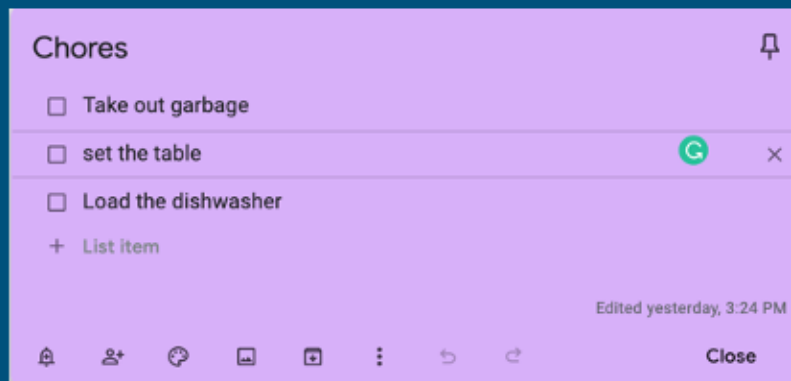 Chores
Take out garbage
set the table
Load the dishwasher
List item
Edited yesterday, 3:24 PM
Close